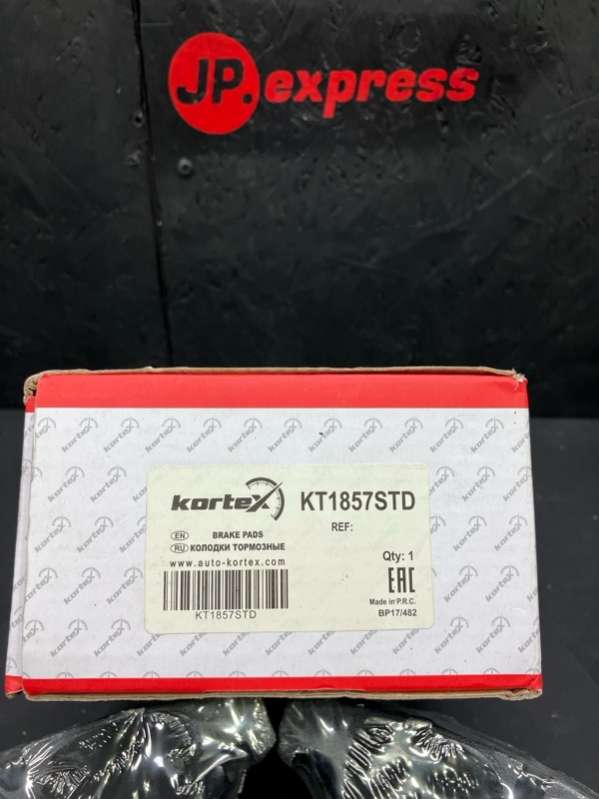 JP.express
kortex KT1857STD
REF:
EN BRAKE PADS
RU КОЛОДКИ ТОРМОЗНЫЕ
www.auto-kortex.com
Qty: 1
EAC
KT1857STD
Made in P.R.C.
BP17/482